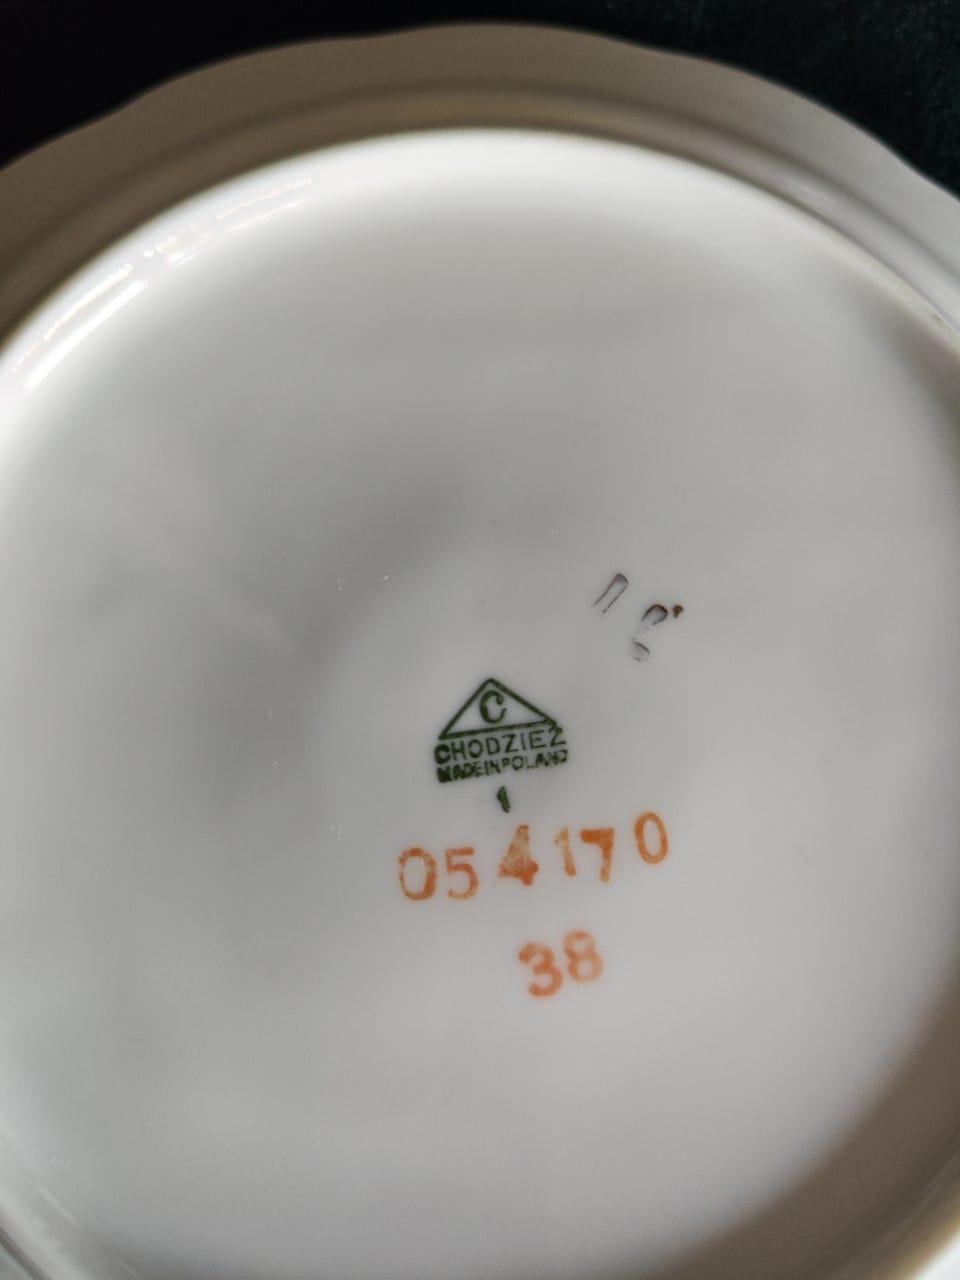 C
CHODZIEŻ
MADE IN POLAND
1
054170
38